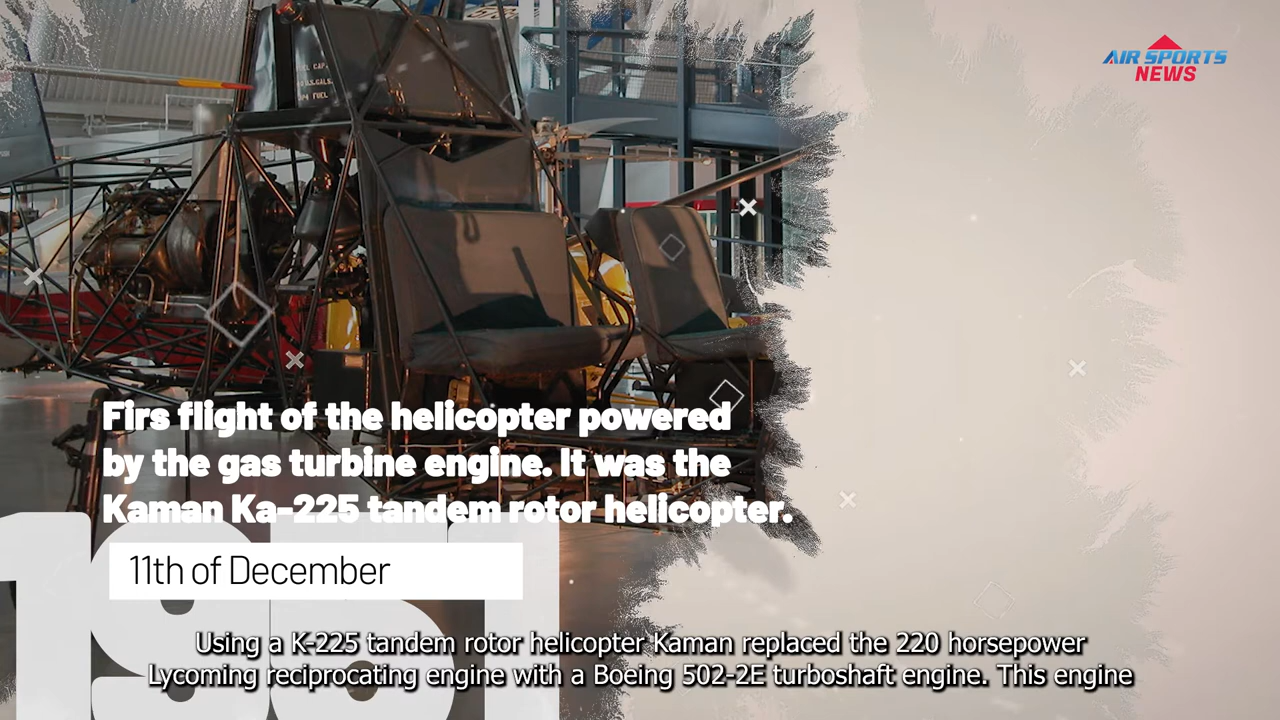 AIR SPORTS
NEWS
Firs flight of the helicopter powered
by the gas turbine engine. It was the
Kaman Ka-225 tandem rotor helicopter.
11th of December
1951
Using a K-225 tandem rotor helicopter Kaman replaced the 220 horsepower
Lycoming reciprocating engine with a Boeing 502-2E turboshaft engine. This engine